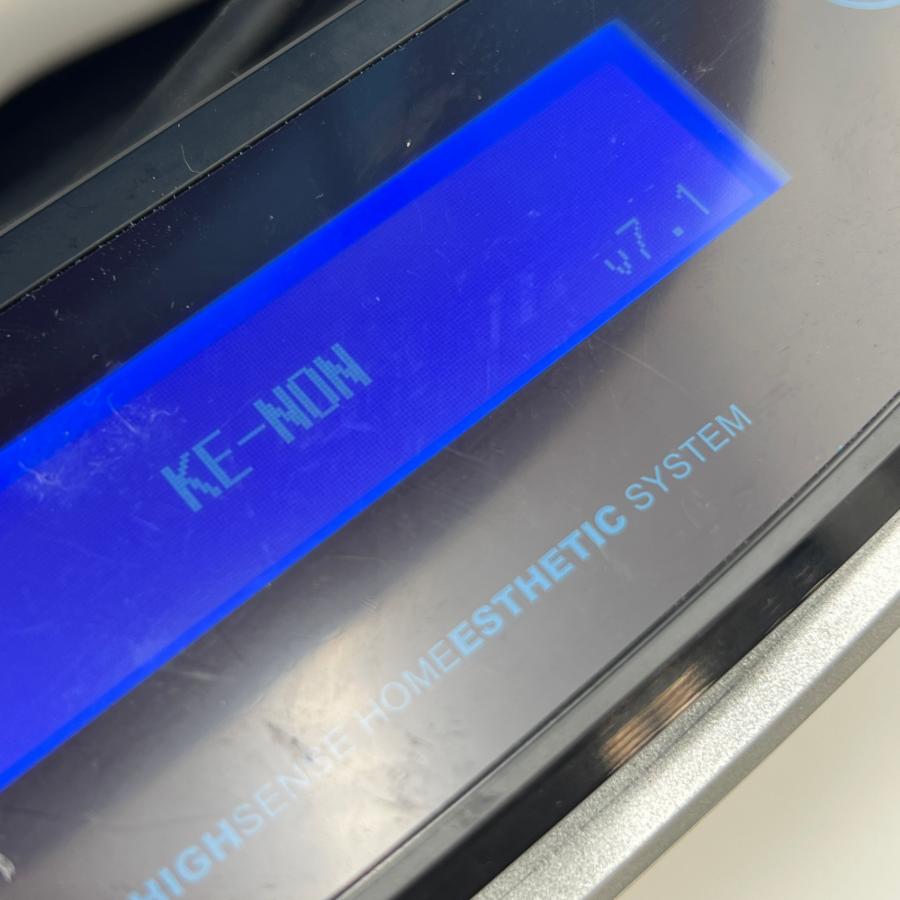 KE-NON
v7.1
HIGHSENSE HOMEESTHETIC SYSTEM